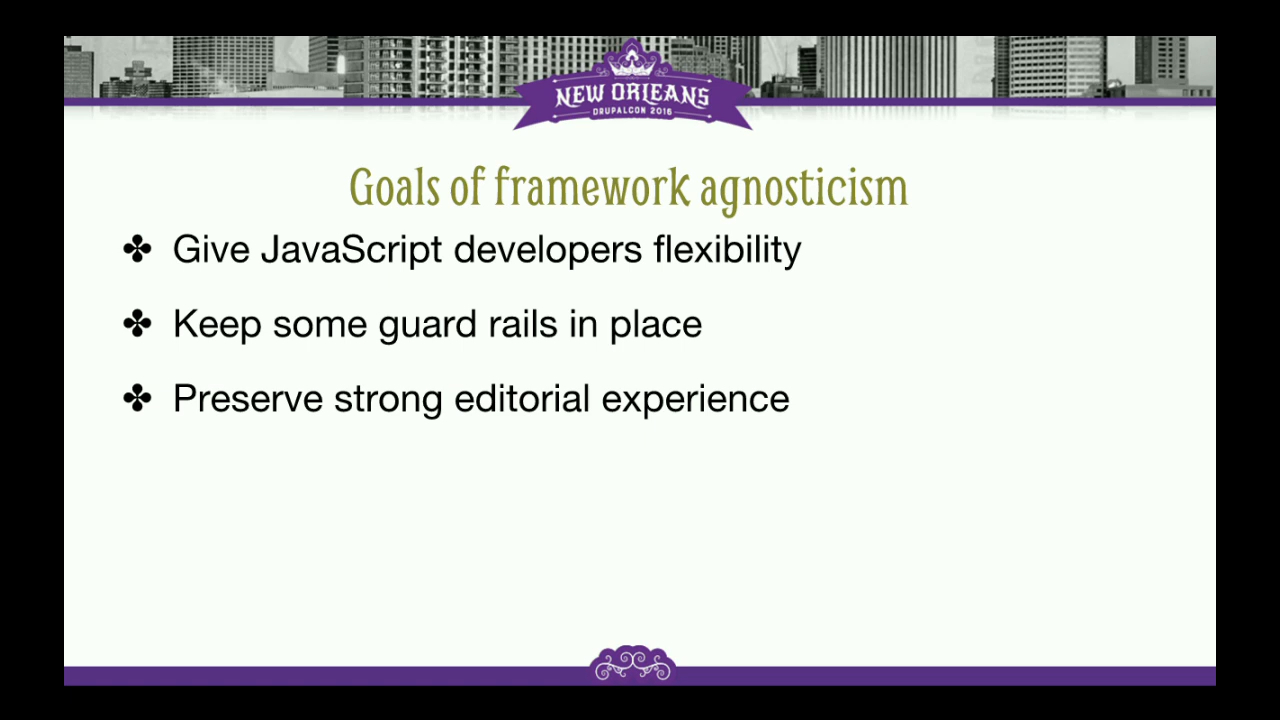 NEW ORLEANS
DRUPALCON 2016
Goals of framework agnosticism
✤ Give JavaScript developers flexibility
✤ Keep some guard rails in place
✤ Preserve strong editorial experience